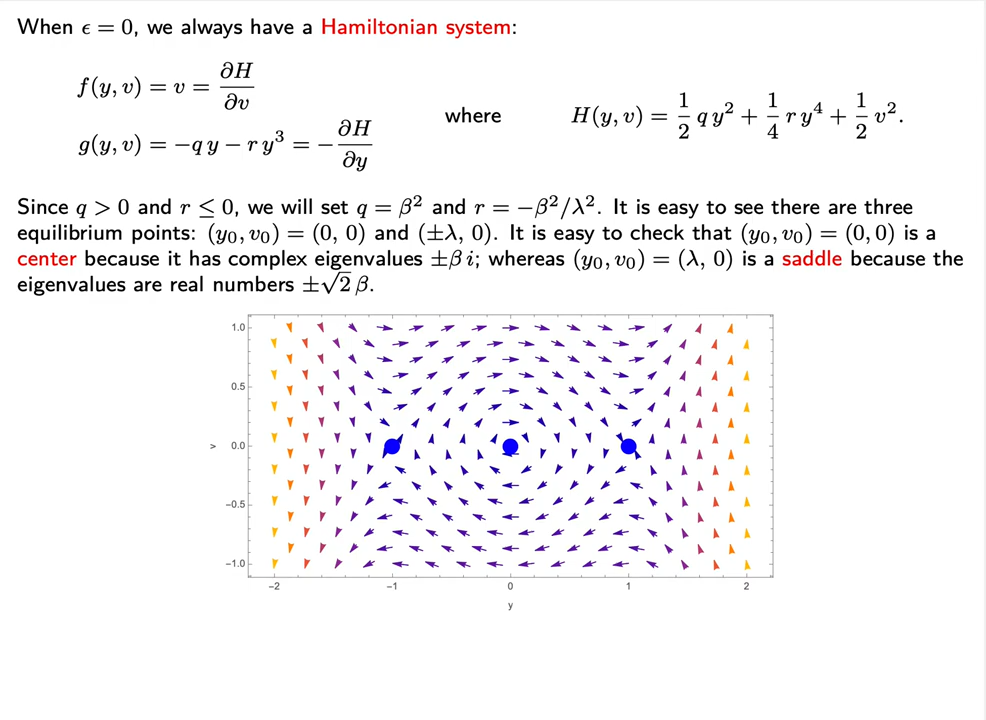 When ϵ = 0, we always have a Hamiltonian system:
f(y, v) = v = ∂H/∂v
g(y, v) = −q y − r y³ = −∂H/∂y
where
H(y, v) = 1/2 q y² + 1/4 r y⁴ + 1/2 v².
Since q > 0 and r ≤ 0, we will set q = β² and r = −β²/λ². It is easy to see there are three
equilibrium points: (y₀, v₀) = (0, 0) and (±λ, 0). It is easy to check that (y₀, v₀) = (0, 0) is a
center because it has complex eigenvalues ±β i; whereas (y₀, v₀) = (λ, 0) is a saddle because the
eigenvalues are real numbers ±√2 β.
1.0
0.5
v
0.0
−0.5
−1.0
−2 −1 0 1 2
y